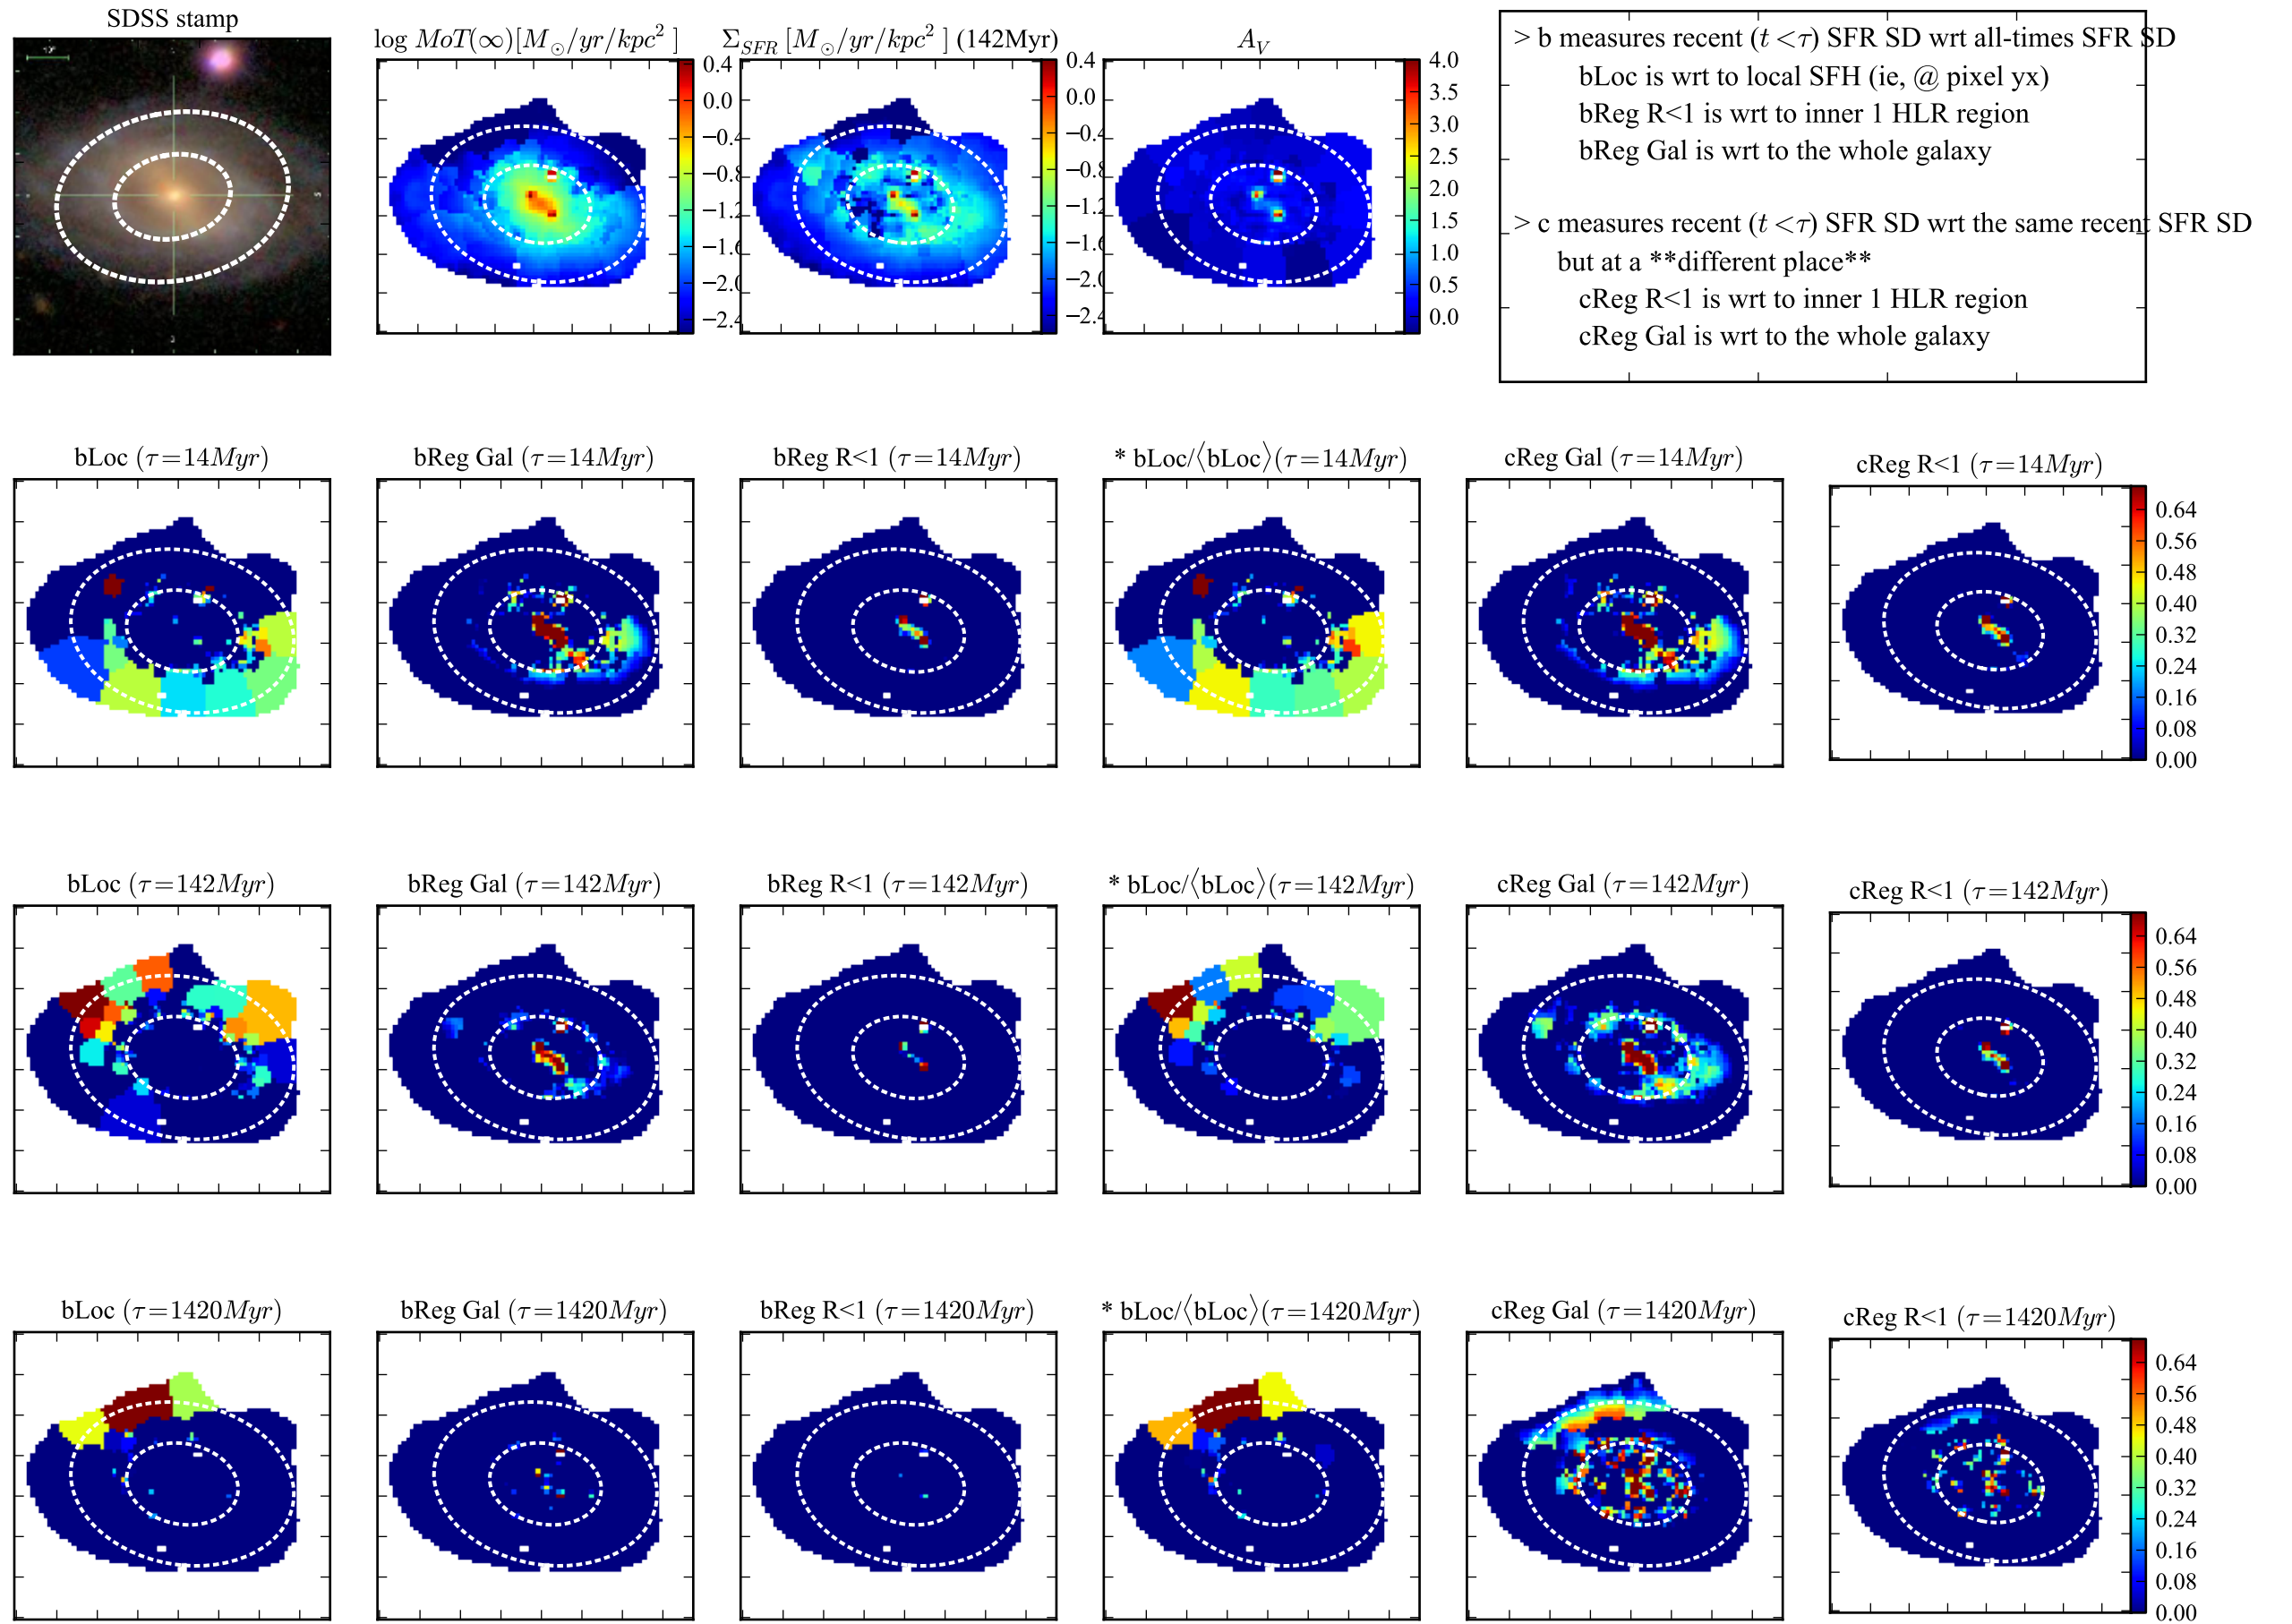 SDSS stamp
log MoT(∞)[M⊙/yr/kpc² ]
Σ_SFR [M⊙/yr/kpc² ] (142Myr)
A_V
0.4
0.0
−0.4
−0.8
−1.2
−1.6
−2.0
−2.4
0.4
0.0
−0.4
−0.8
−1.2
−1.6
−2.0
−2.4
4.0
3.5
3.0
2.5
2.0
1.5
1.0
0.5
0.0
> b measures recent (t <τ) SFR SD wrt all-times SFR SD
bLoc is wrt to local SFH (ie, @ pixel yx)
bReg R<1 is wrt to inner 1 HLR region
bReg Gal is wrt to the whole galaxy
> c measures recent (t <τ) SFR SD wrt the same recent SFR SD
but at a **different place**
cReg R<1 is wrt to inner 1 HLR region
cReg Gal is wrt to the whole galaxy
bLoc (τ=14Myr)
bReg Gal (τ=14Myr)
bReg R<1 (τ=14Myr)
* bLoc/⟨bLoc⟩(τ=14Myr)
cReg Gal (τ=14Myr)
cReg R<1 (τ=14Myr)
0.64
0.56
0.48
0.40
0.32
0.24
0.16
0.08
0.00
bLoc (τ=142Myr)
bReg Gal (τ=142Myr)
bReg R<1 (τ=142Myr)
* bLoc/⟨bLoc⟩(τ=142Myr)
cReg Gal (τ=142Myr)
cReg R<1 (τ=142Myr)
0.64
0.56
0.48
0.40
0.32
0.24
0.16
0.08
0.00
bLoc (τ=1420Myr)
bReg Gal (τ=1420Myr)
bReg R<1 (τ=1420Myr)
* bLoc/⟨bLoc⟩(τ=1420Myr)
cReg Gal (τ=1420Myr)
cReg R<1 (τ=1420Myr)
0.64
0.56
0.48
0.40
0.32
0.24
0.16
0.08
0.00